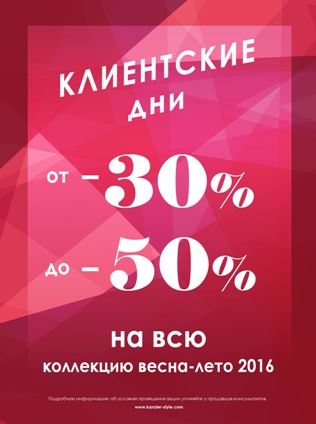 КЛИЕНТСКИЕ
ДНИ
от – 30%
до – 50%
на всю
коллекцию весна-лето 2016
Подробную информацию об условиях проведения акции уточняйте у продавцов-консультантов.
www.kanzler-style.com